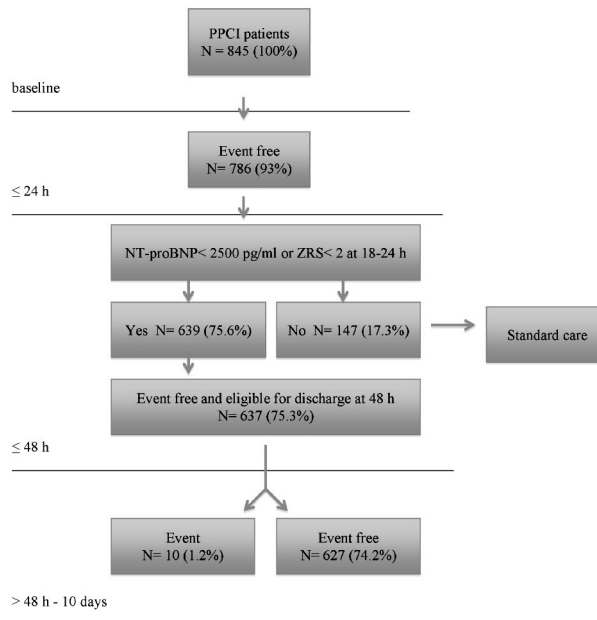 PPCI patients
N = 845 (100%)
baseline
Event free
N= 786 (93%)
≤ 24 h
NT-proBNP< 2500 pg/ml or ZRS< 2 at 18-24 h
Yes N= 639 (75.6%)
No N= 147 (17.3%)
Standard care
Event free and eligible for discharge at 48 h
N= 637 (75.3%)
≤ 48 h
Event
N= 10 (1.2%)
Event free
N= 627 (74.2%)
> 48 h - 10 days